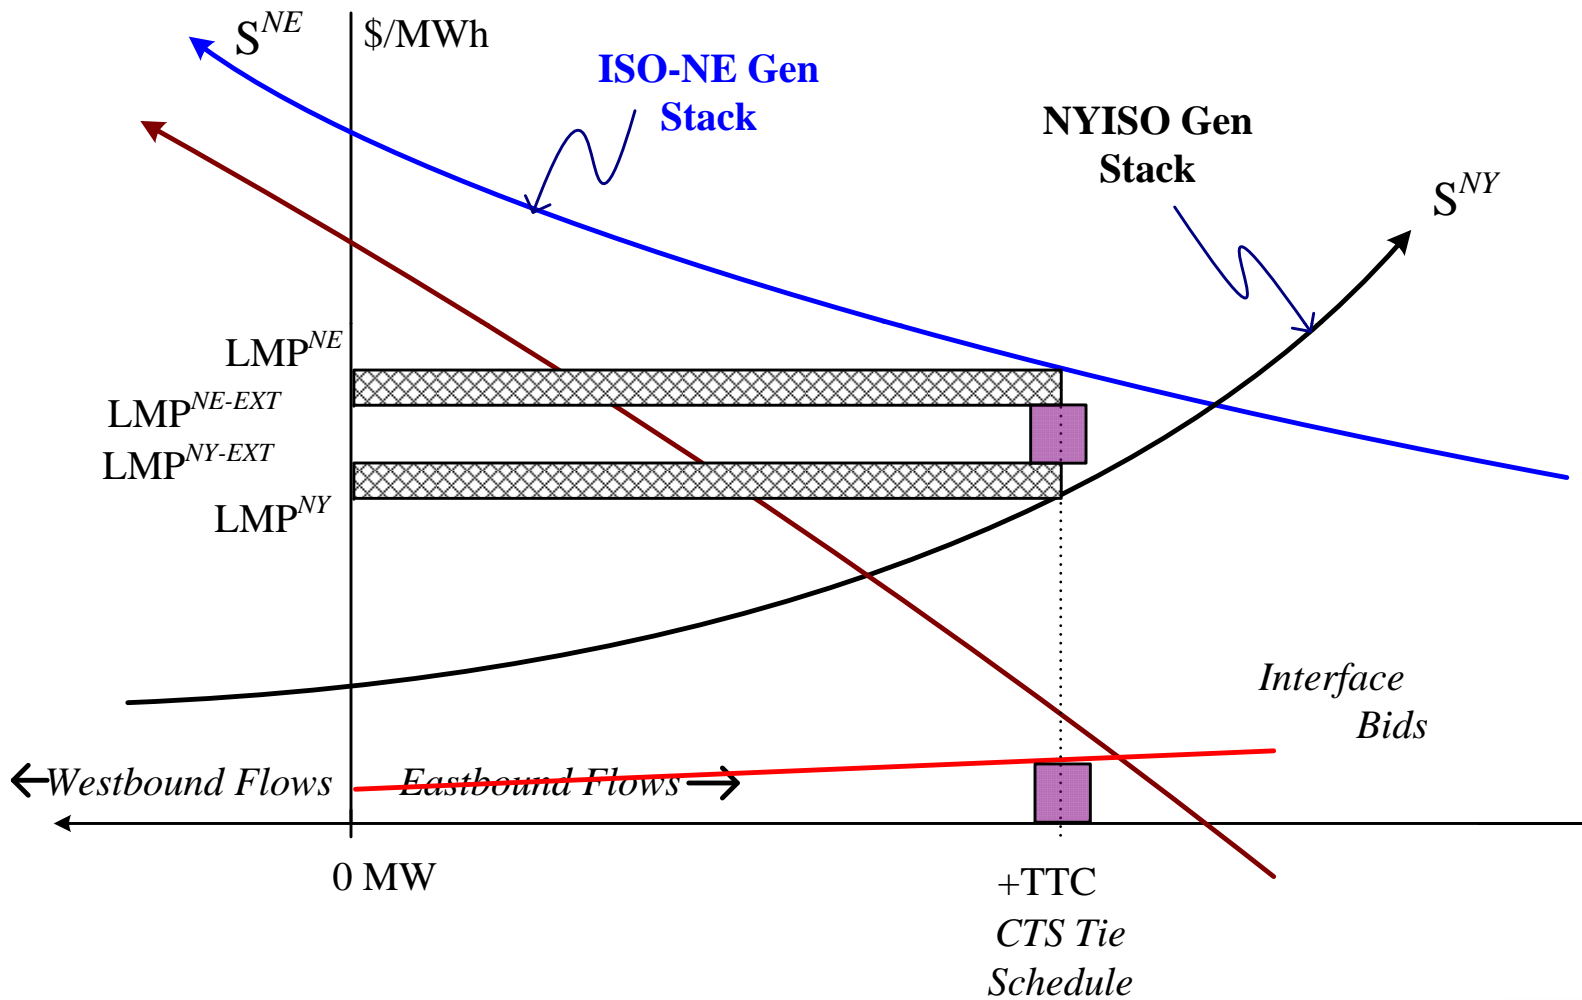 S^NE
$/MWh
ISO-NE Gen
Stack
NYISO Gen
Stack
S^NY
LMP^NE
LMP^NE-EXT
LMP^NY-EXT
LMP^NY
Interface
Bids
Westbound Flows
Eastbound Flows
0 MW
+TTC
CTS Tie
Schedule